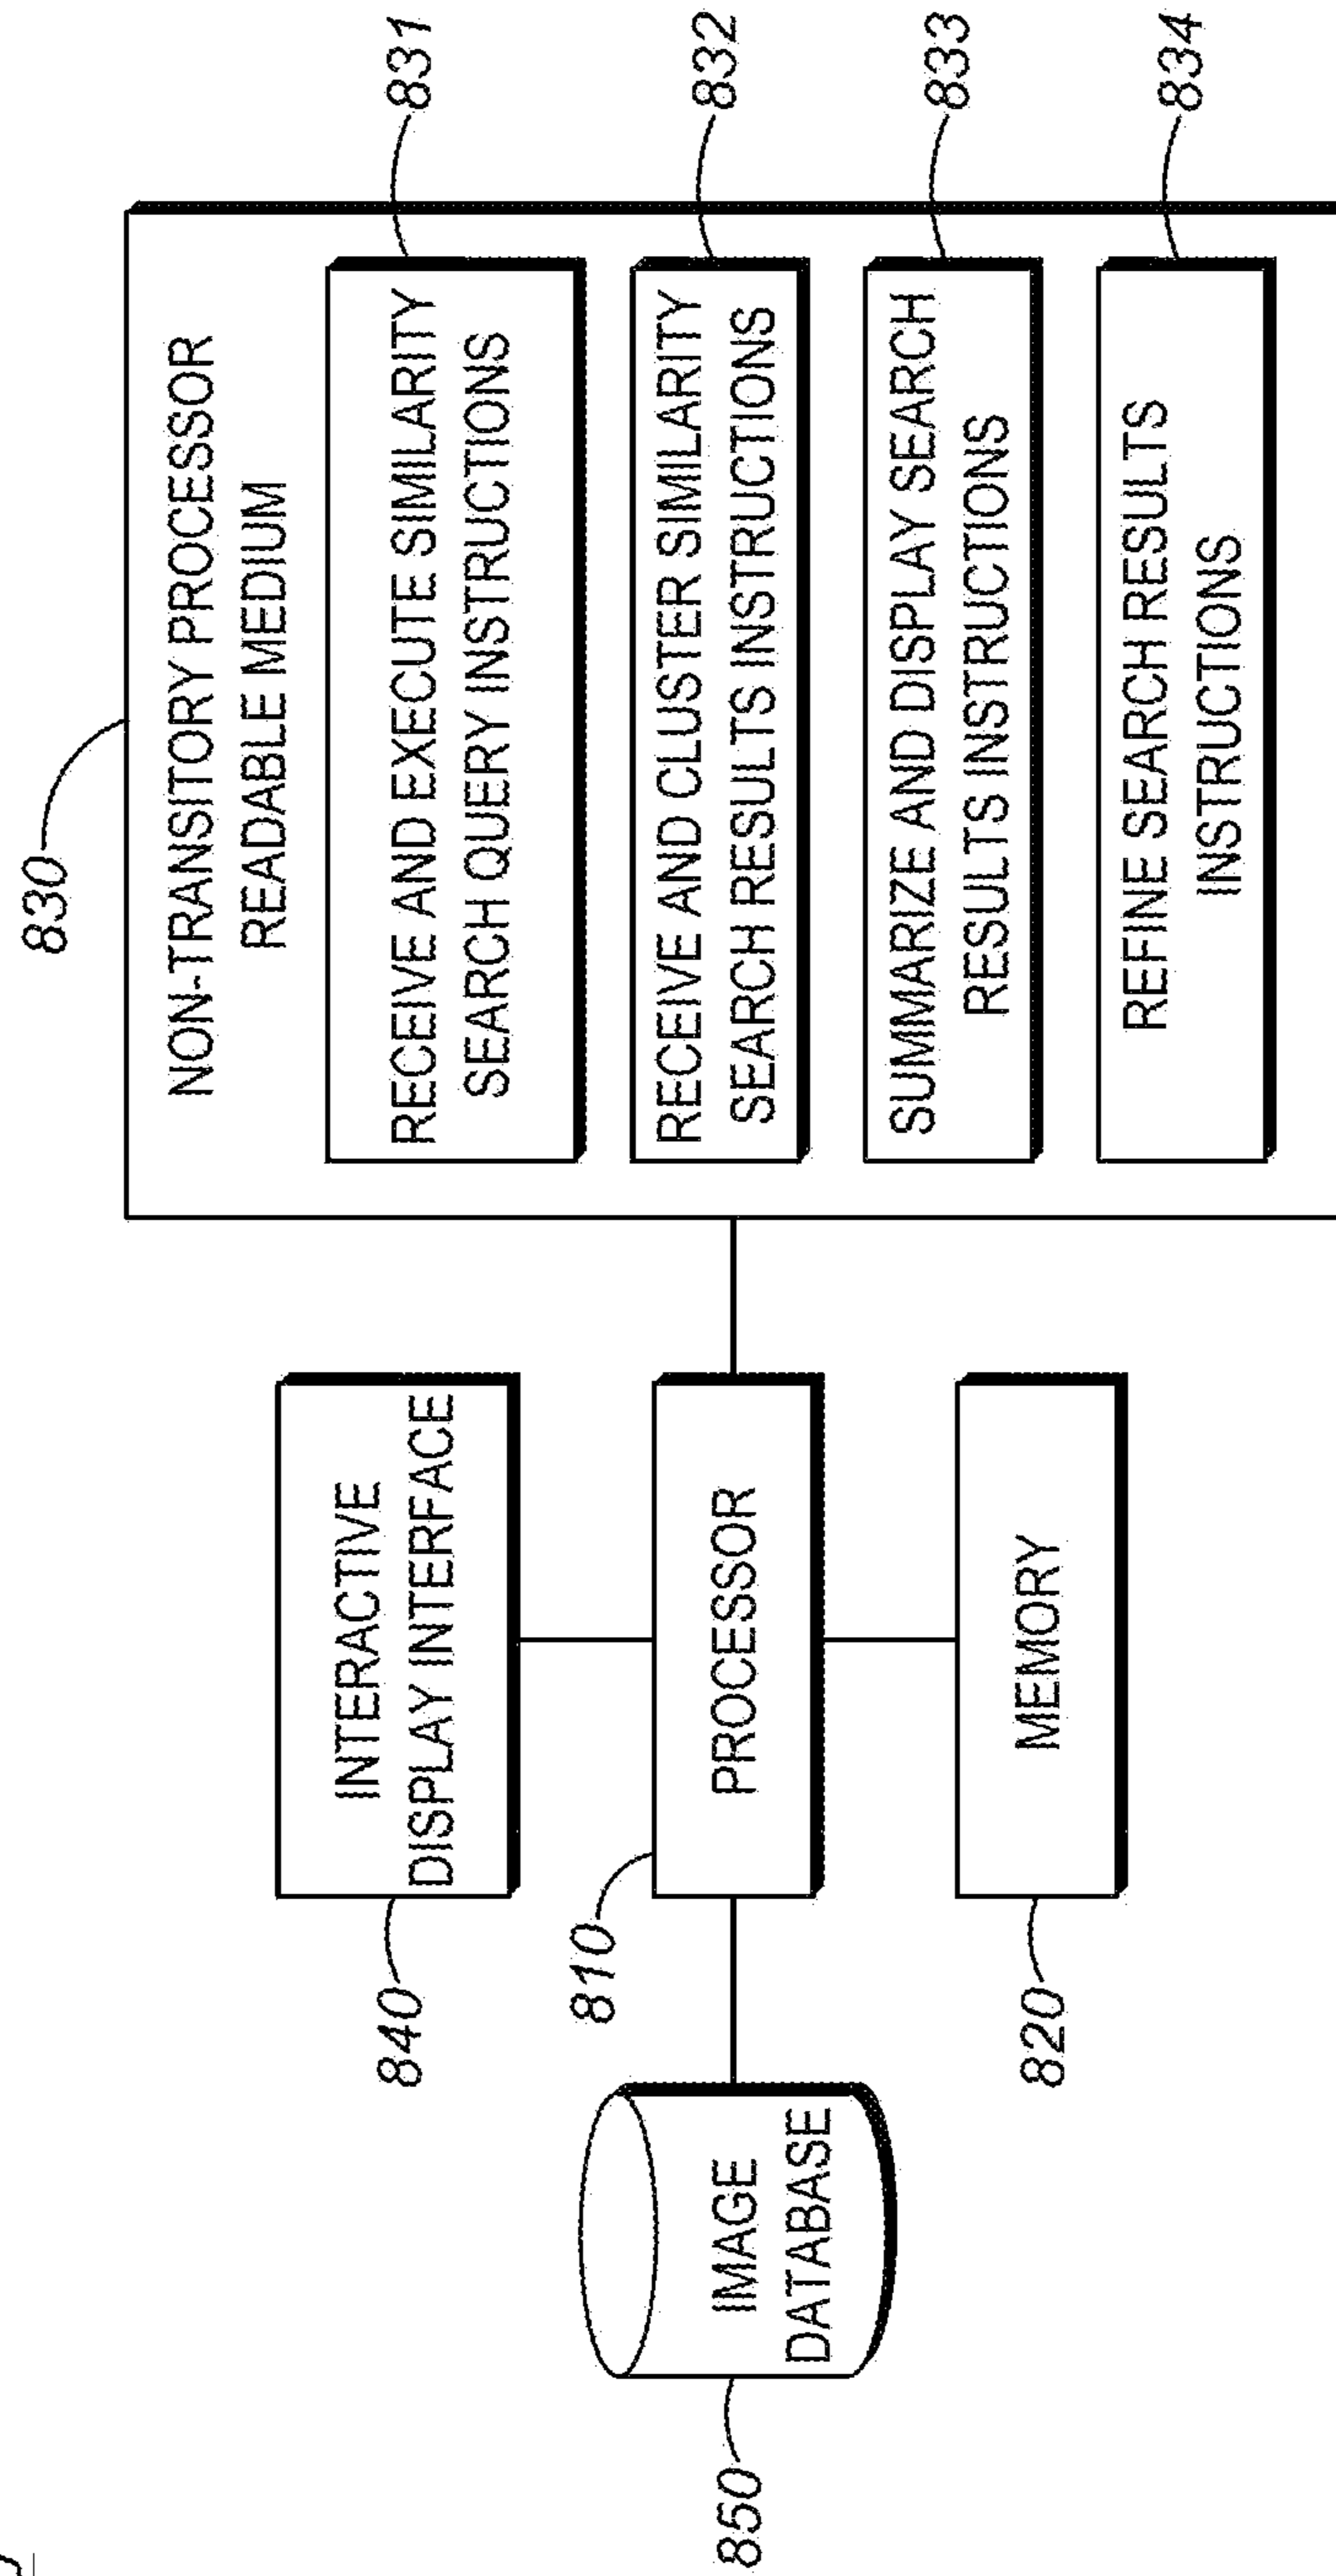 830
NON-TRANSITORY PROCESSOR
READABLE MEDIUM
831
RECEIVE AND EXECUTE SIMILARITY
SEARCH QUERY INSTRUCTIONS
832
RECEIVE AND CLUSTER SIMILARITY
SEARCH RESULTS INSTRUCTIONS
833
SUMMARIZE AND DISPLAY SEARCH
RESULTS INSTRUCTIONS
834
REFINE SEARCH RESULTS
INSTRUCTIONS
840
INTERACTIVE
DISPLAY INTERFACE
810
PROCESSOR
820
MEMORY
850
IMAGE
DATABASE